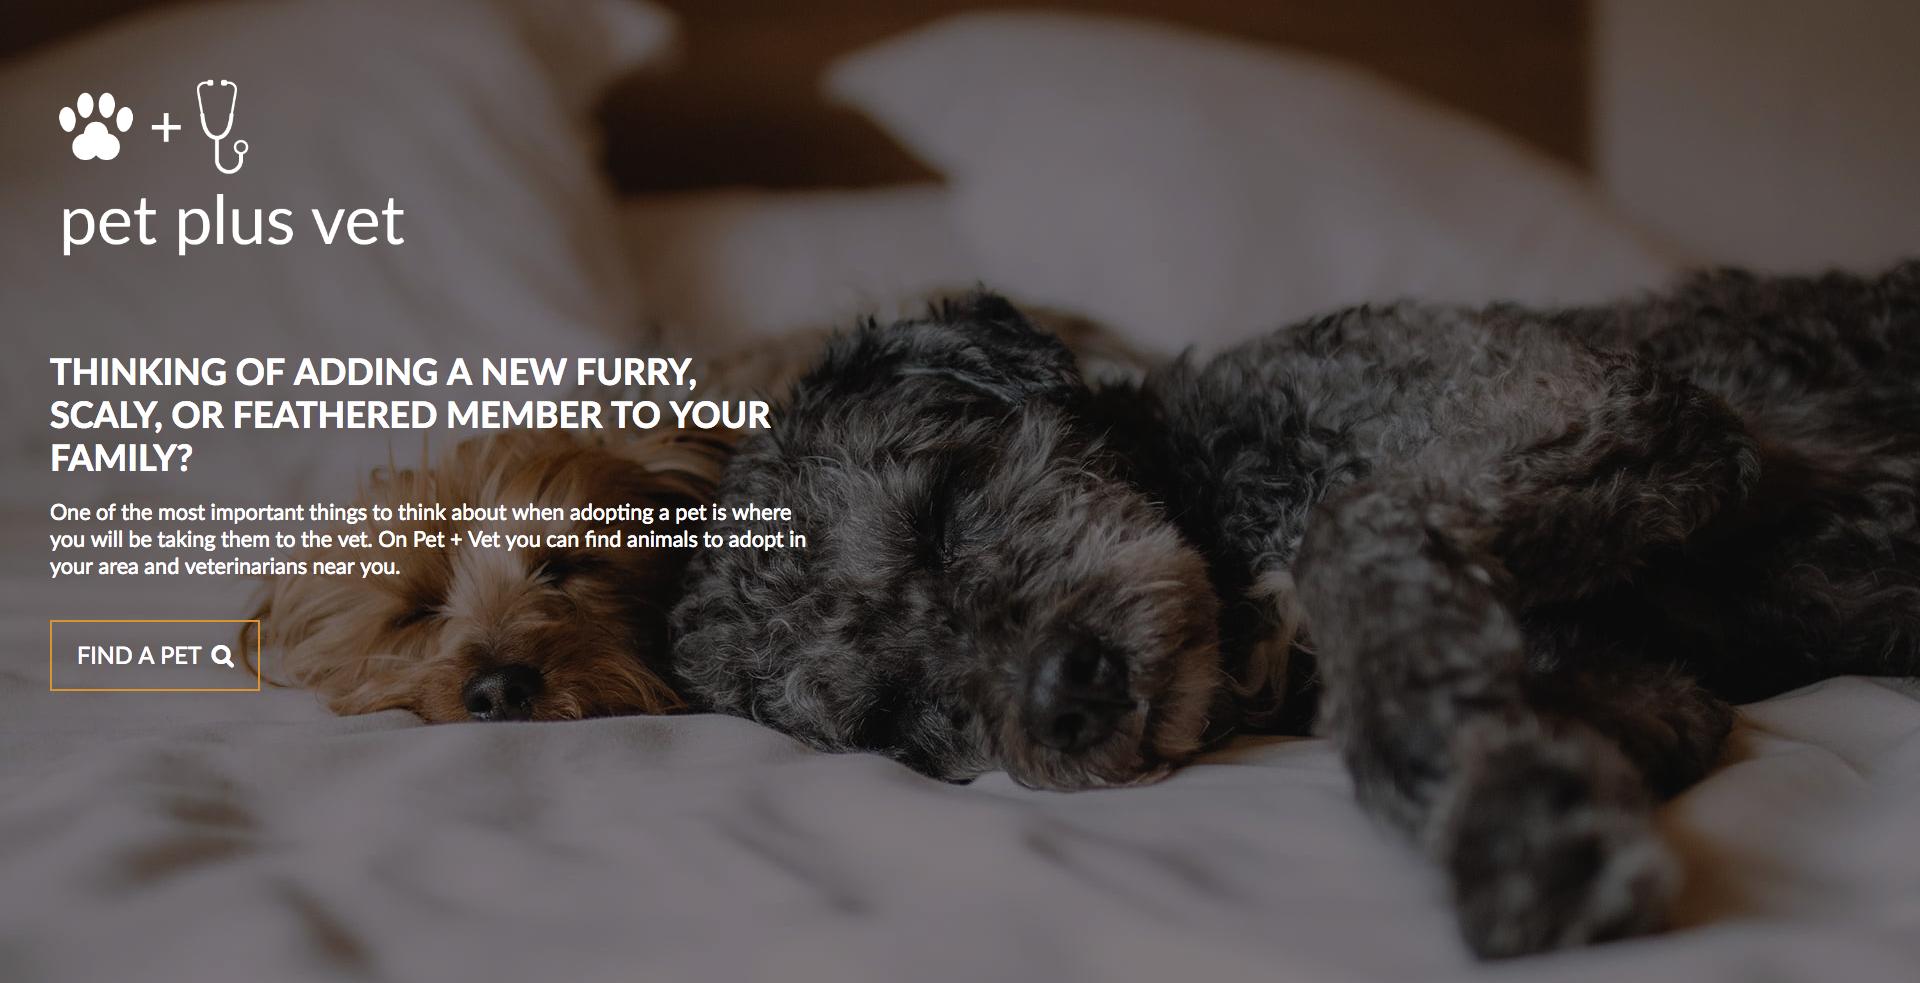 +
pet plus vet
THINKING OF ADDING A NEW FURRY,
SCALY, OR FEATHERED MEMBER TO YOUR
FAMILY?
One of the most important things to think about when adopting a pet is where
you will be taking them to the vet. On Pet + Vet you can find animals to adopt in
your area and veterinarians near you.
FIND A PET